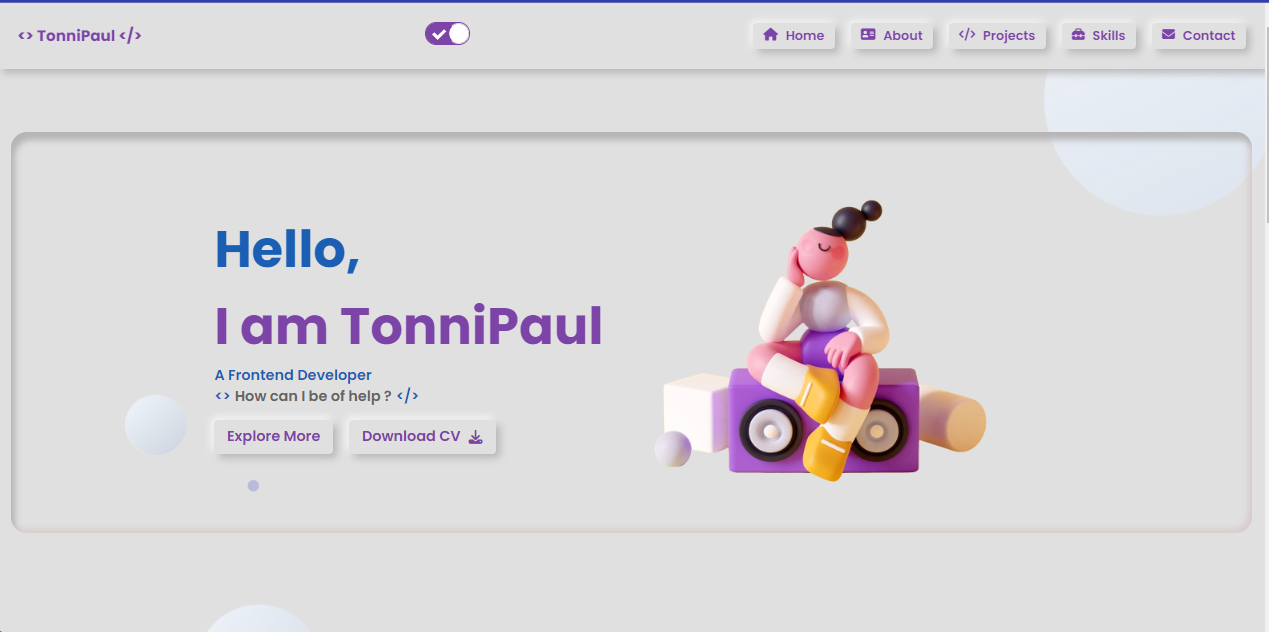 <> TonniPaul </>
Home
About
</> Projects
Skills
Contact
Hello,
I am TonniPaul
A Frontend Developer
<> How can I be of help ? </>
Explore More
Download CV